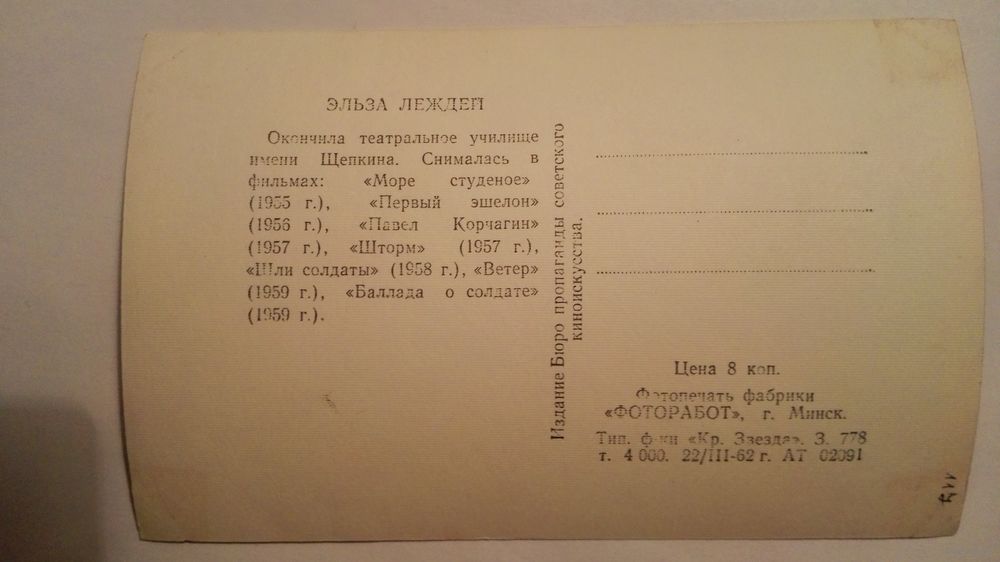 ЭЛЬЗА ЛЕЖДЕЙ
Окончила театральное училище
имени Щепкина. Снималась в
фильмах: «Море студеное»
(1955 г.), «Первый эшелон»
(1956 г.), «Павел Корчагин»
(1957 г.), «Шторм» (1957 г.),
«Шли солдаты» (1958 г.), «Ветер»
(1959 г.), «Баллада о солдате»
(1959 г.).
Издание Бюро пропаганды советского
киноискусства.
Цена 8 коп.
Фотопечать фабрики
«ФОТОРАБОТ», г. Минск.
Тип. ф-ки «Кр. Звезда». З. 778
т. 4 000. 22/III-62 г. АТ 02091